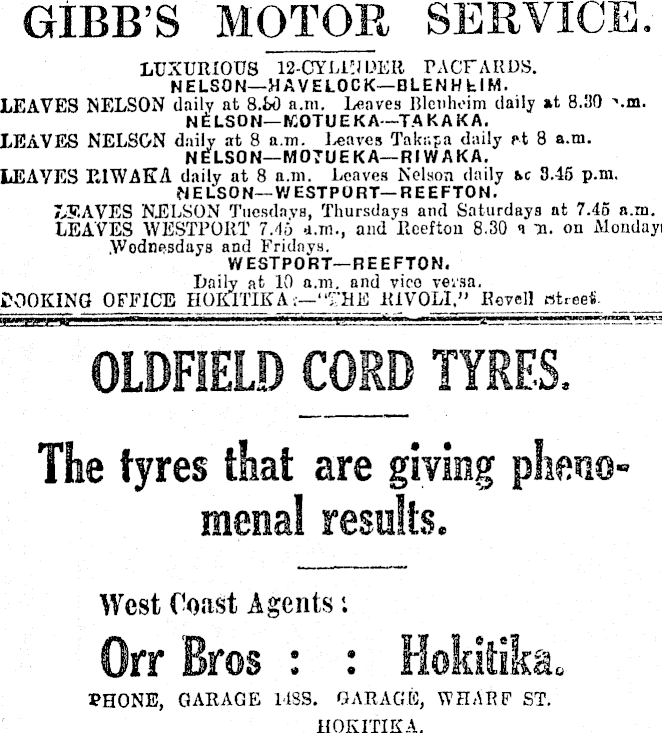 GIBB'S MOTOR SERVICE.
LUXURIOUS 12-CYLINDER PACKARDS.
NELSON—HAVELOCK—BLENHEIM.
LEAVES NELSON daily at 8.30 a.m. Leaves Blenheim daily at 8.30 a.m.
NELSON—MOTUEKA—TAKAKA.
LEAVES NELSON daily at 8 a.m. Leaves Takaka daily at 8 a.m.
NELSON—MOTUEKA—RIWAKA.
LEAVES RIWAKA daily at 8 a.m. Leaves Nelson daily at 3.45 p.m.
NELSON—WESTPORT—REEFTON.
LEAVES NELSON Tuesdays, Thursdays and Saturdays at 7.45 a.m.
LEAVES WESTPORT 7.45 a.m., and Reefton 8.30 a.m. on Monday
Wednesdays and Fridays.
WESTPORT—REEFTON.
Daily at 10 a.m. and vice versa.
BOOKING OFFICE HOKITIKA:—"THE RIVOLI," Revell street.
OLDFIELD CORD TYRES.
The tyres that are giving pheno-
menal results.
West Coast Agents:
Orr Bros : : Hokitika.
PHONE, GARAGE 148S. GARAGE, WHARF ST.
HOKITIKA.